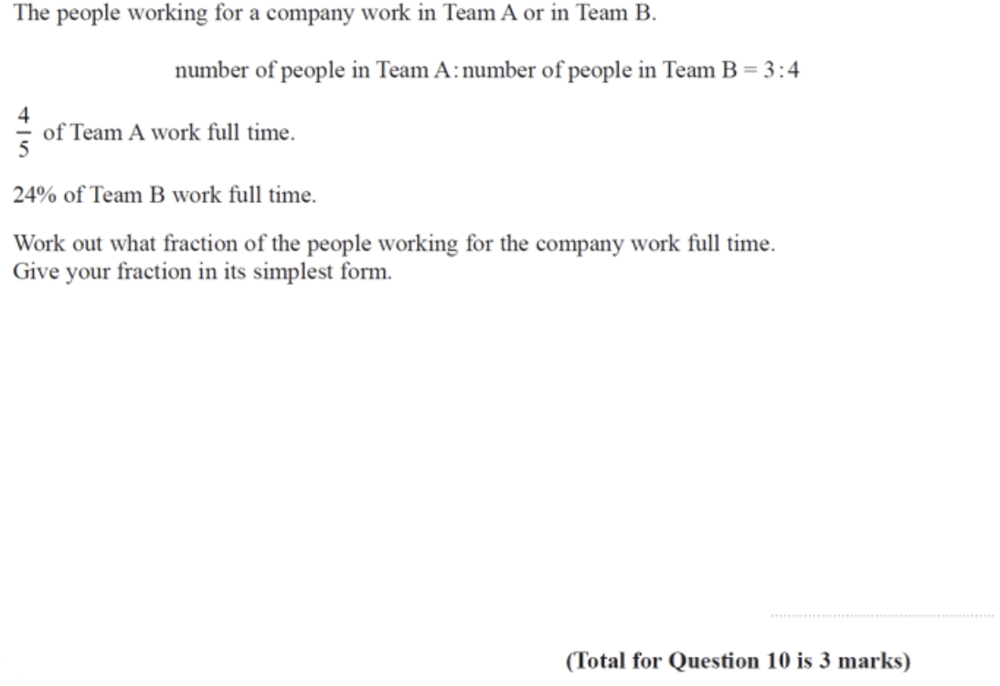 The people working for a company work in Team A or in Team B.
number of people in Team A : number of people in Team B = 3 : 4
4/5 of Team A work full time.
24% of Team B work full time.
Work out what fraction of the people working for the company work full time.
Give your fraction in its simplest form.
(Total for Question 10 is 3 marks)